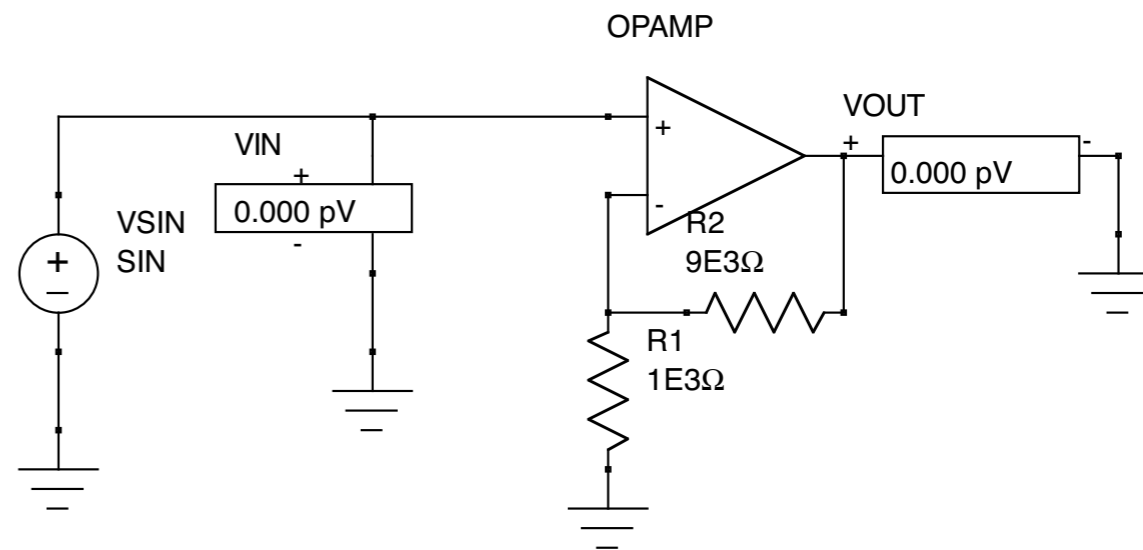 OPAMP
VOUT
+
-
0.000 pV
VIN
+
0.000 pV
-
VSIN
SIN
+
−
+
-
R2
9E3Ω
R1
1E3Ω